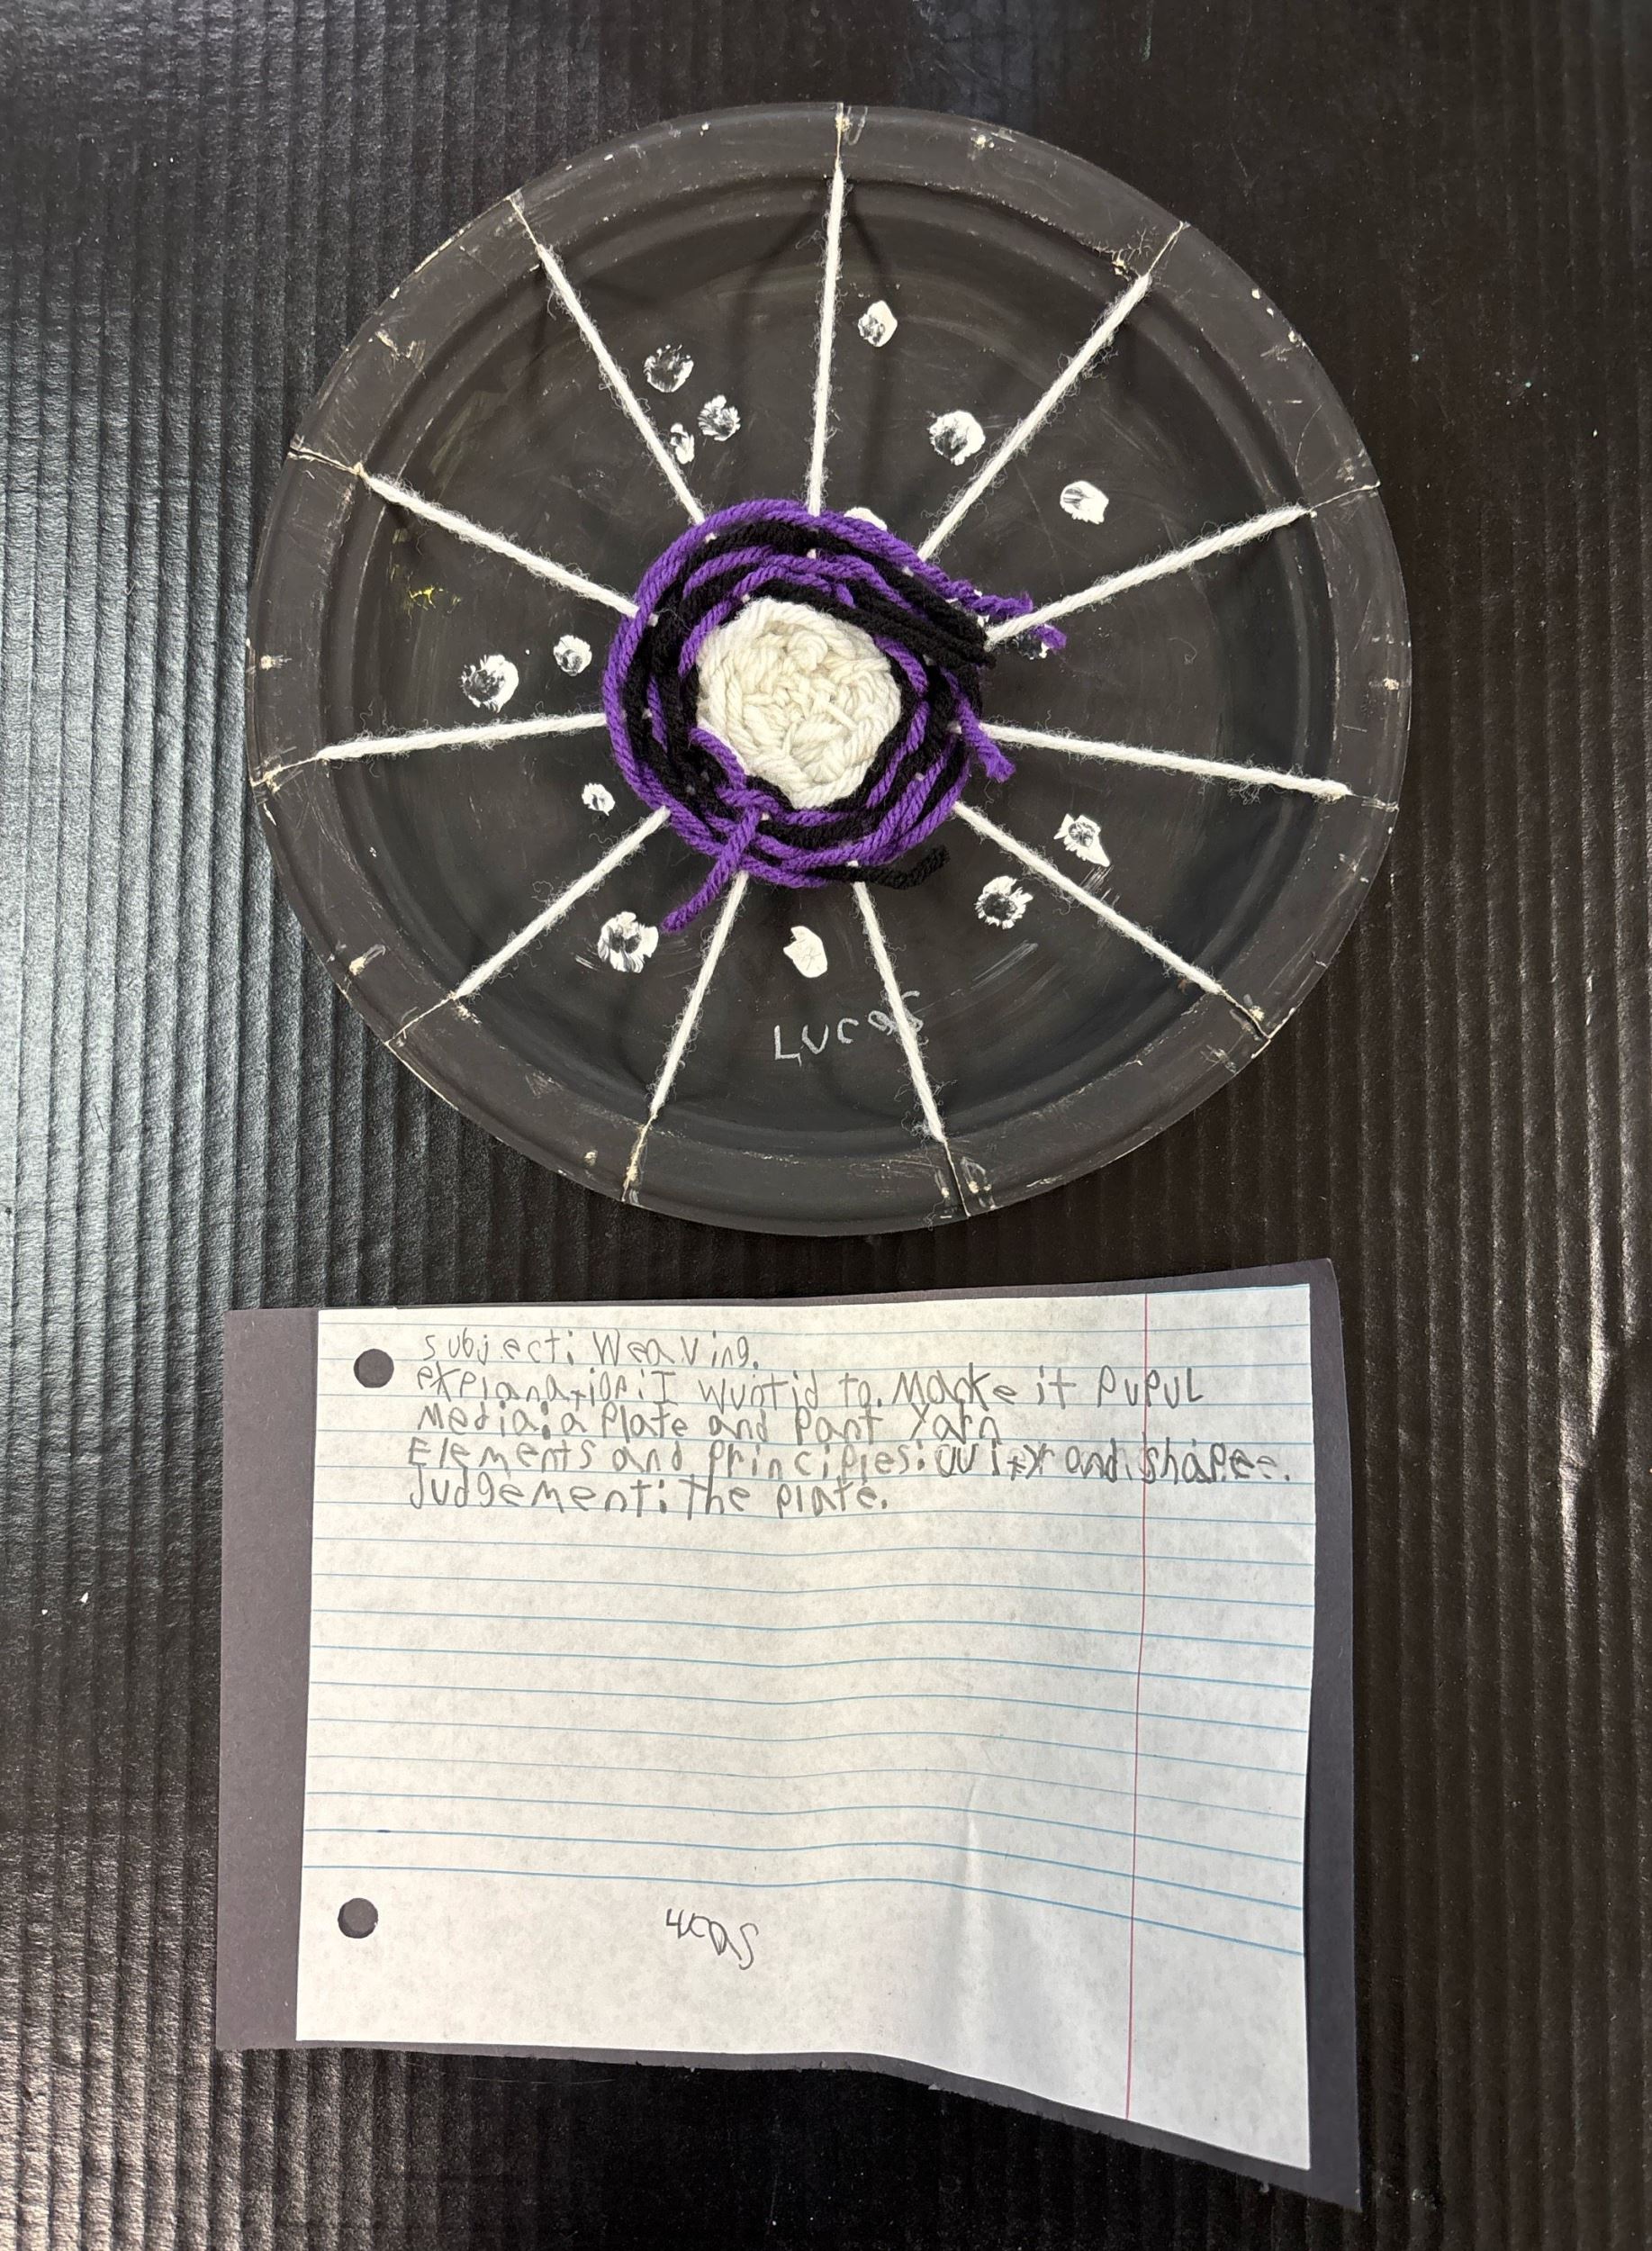 Lucas
subject: Weaving.
explanation: I wuntid to. Macke it pupul
Media: a plate and pant Yarn
Elements and principles: and shapee.
Judgement: The plate.
Lucas